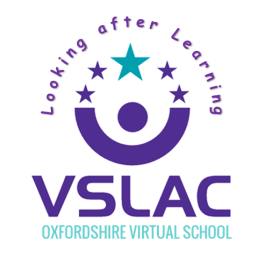 Looking after Learning
VSLAC
OXFORDSHIRE VIRTUAL SCHOOL